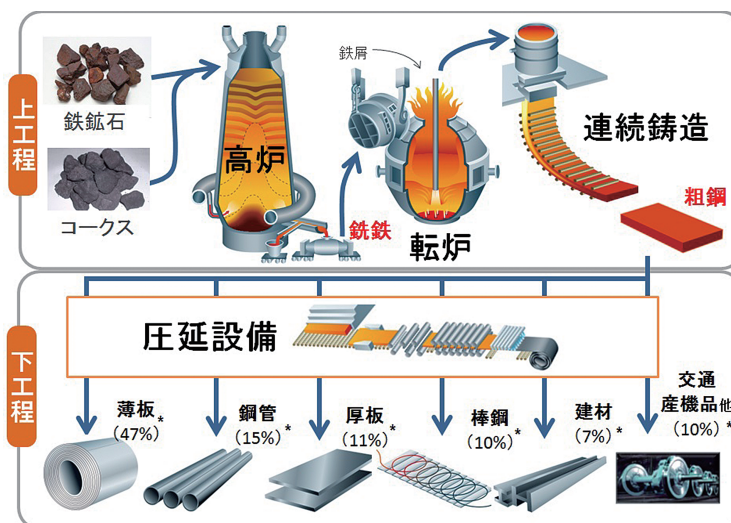 上工程
鉄鉱石
コークス
高炉
銑鉄
鉄屑
転炉
連続鋳造
粗鋼
下工程
圧延設備
薄板*
(47%)
鋼管*
(15%)
厚板*
(11%)
棒鋼*
(10%)
建材*
(7%)
交通
産機品他*
(10%)